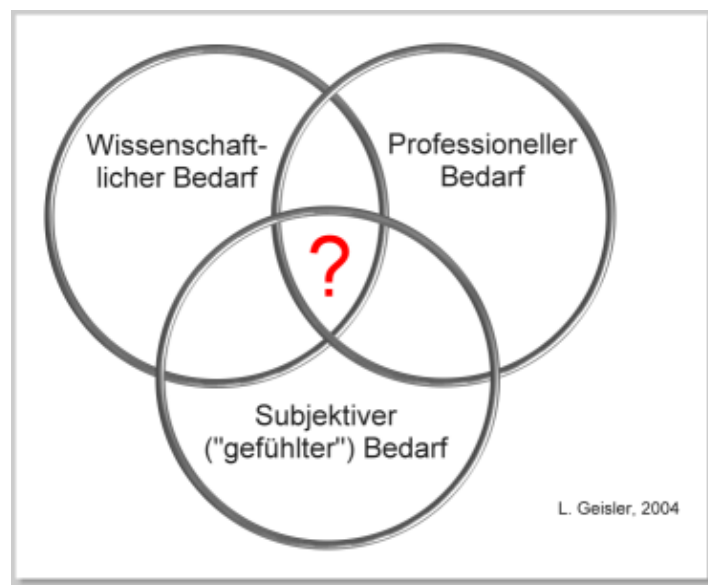 Wissenschaft-
licher Bedarf
Professioneller
Bedarf
?
Subjektiver
("gefühlter") Bedarf
L. Geisler, 2004